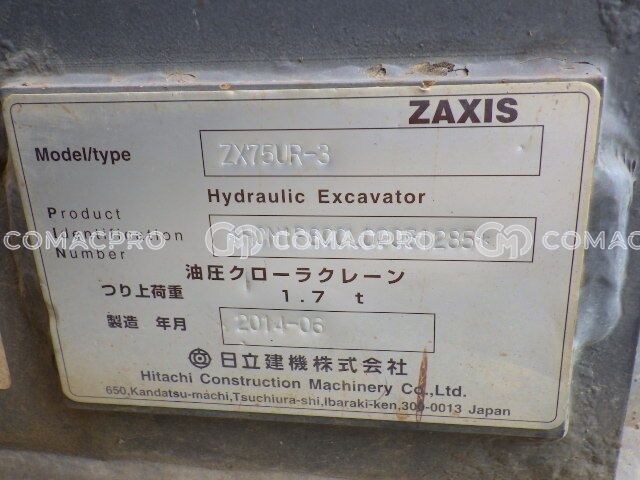 ZAXIS
Model/type ZX75UR-3
Hydraulic Excavator
Product
Identification
Number
油圧クローラクレーン
つり上荷重 1.7 t
製造 年月 2014-06
日立建機株式会社
Hitachi Construction Machinery Co.,Ltd.
650,Kandatsu-machi,Tsuchiura-shi,Ibaraki-ken,300-0013 Japan
COMACPRO COMACPRO COMACPRO